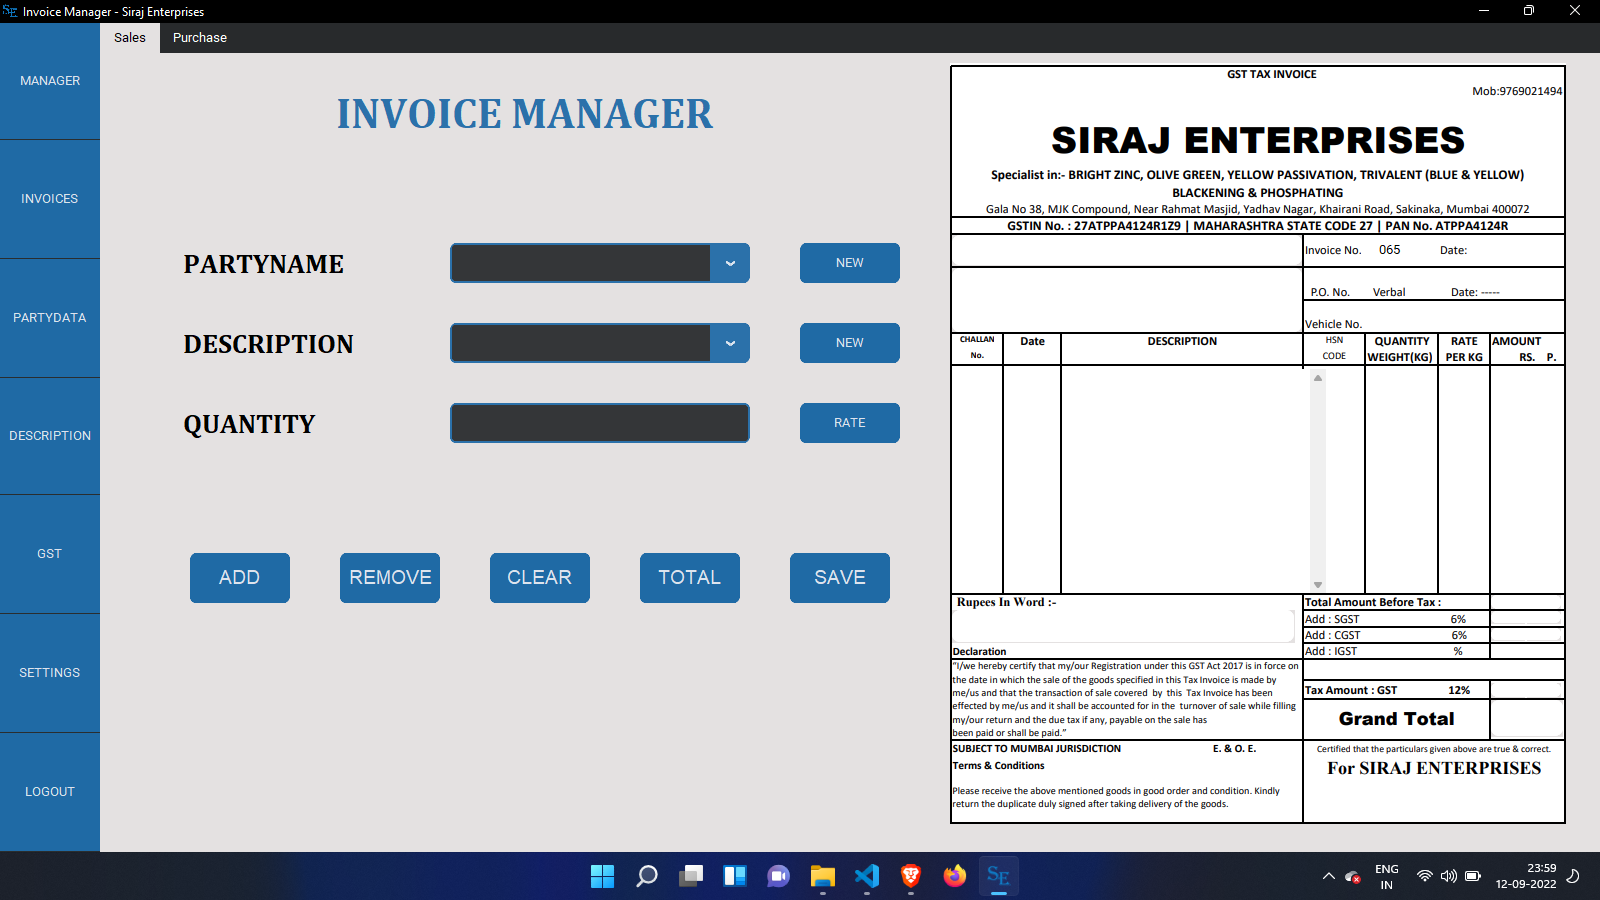 Invoice Manager - Siraj Enterprises
Sales Purchase
MANAGER
INVOICES
PARTYDATA
DESCRIPTION
GST
SETTINGS
LOGOUT
INVOICE MANAGER
PARTYNAME NEW
DESCRIPTION NEW
QUANTITY RATE
ADD REMOVE CLEAR TOTAL SAVE
GST TAX INVOICE
Mob:9769021494
SIRAJ ENTERPRISES
Specialist in:- BRIGHT ZINC, OLIVE GREEN, YELLOW PASSIVATION, TRIVALENT (BLUE & YELLOW)
BLACKENING & PHOSPHATING
Gala No 38, MJK Compound, Near Rahmat Masjid, Yadhav Nagar, Khairani Road, Sakinaka, Mumbai 400072
GSTIN No. : 27ATPPA4124R1Z9 | MAHARASHTRA STATE CODE 27 | PAN No. ATPPA4124R
Invoice No. 065 Date:
P.O. No. Verbal Date: -----
Vehicle No.
CHALLAN Date DESCRIPTION HSN QUANTITY RATE AMOUNT
No. CODE WEIGHT(KG) PER KG RS. P.
Rupees In Word :-
Total Amount Before Tax :
Add : SGST 6%
Add : CGST 6%
Add : IGST %
Declaration
"I/we hereby certify that my/our Registration under this GST Act 2017 is in force on
the date in which the sale of the goods specified in this Tax Invoice is made by
me/us and that the transaction of sale covered by this Tax Invoice has been
effected by me/us and it shall be accounted for in the turnover of sale while filling
my/our return and the due tax if any, payable on the sale has
been paid or shall be paid."
Tax Amount : GST 12%
Grand Total
SUBJECT TO MUMBAI JURISDICTION E. & O. E.
Terms & Conditions
Please receive the above mentioned goods in good order and condition. Kindly
return the duplicate duly signed after taking delivery of the goods.
Certified that the particulars given above are true & correct.
For SIRAJ ENTERPRISES
SE
ENG
IN
23:59
12-09-2022